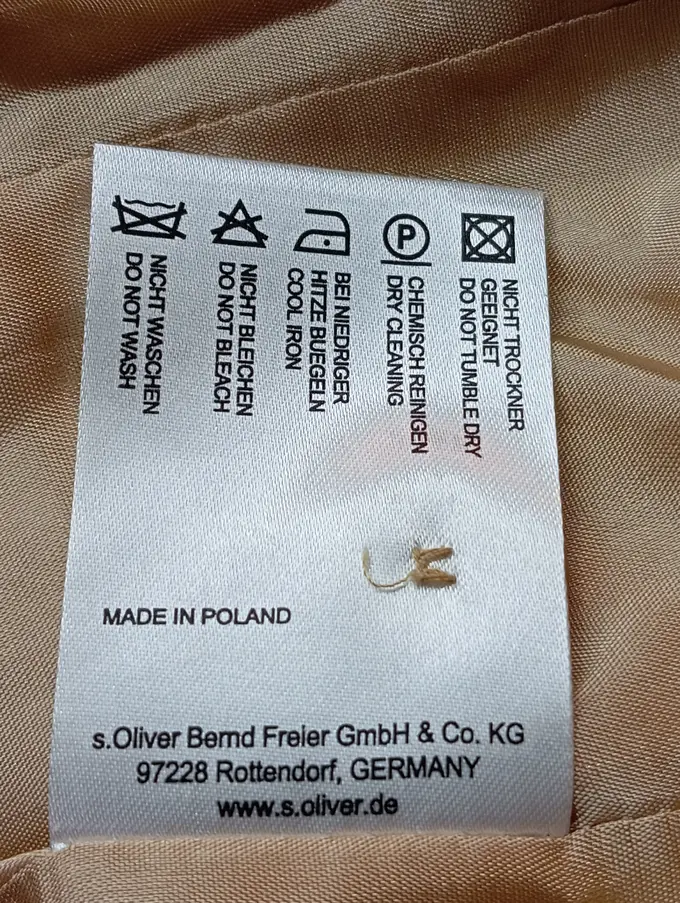 NICHT TROCKNER
GEEIGNET
DO NOT TUMBLE DRY
P
CHEMISCH REINIGEN
DRY CLEANING
BEI NIEDRIGER
HITZE BUEGELN
COOL IRON
NICHT BLEICHEN
DO NOT BLEACH
NICHT WASCHEN
DO NOT WASH
MADE IN POLAND
s.Oliver Bernd Freier GmbH & Co. KG
97228 Rottendorf, GERMANY
www.s.oliver.de